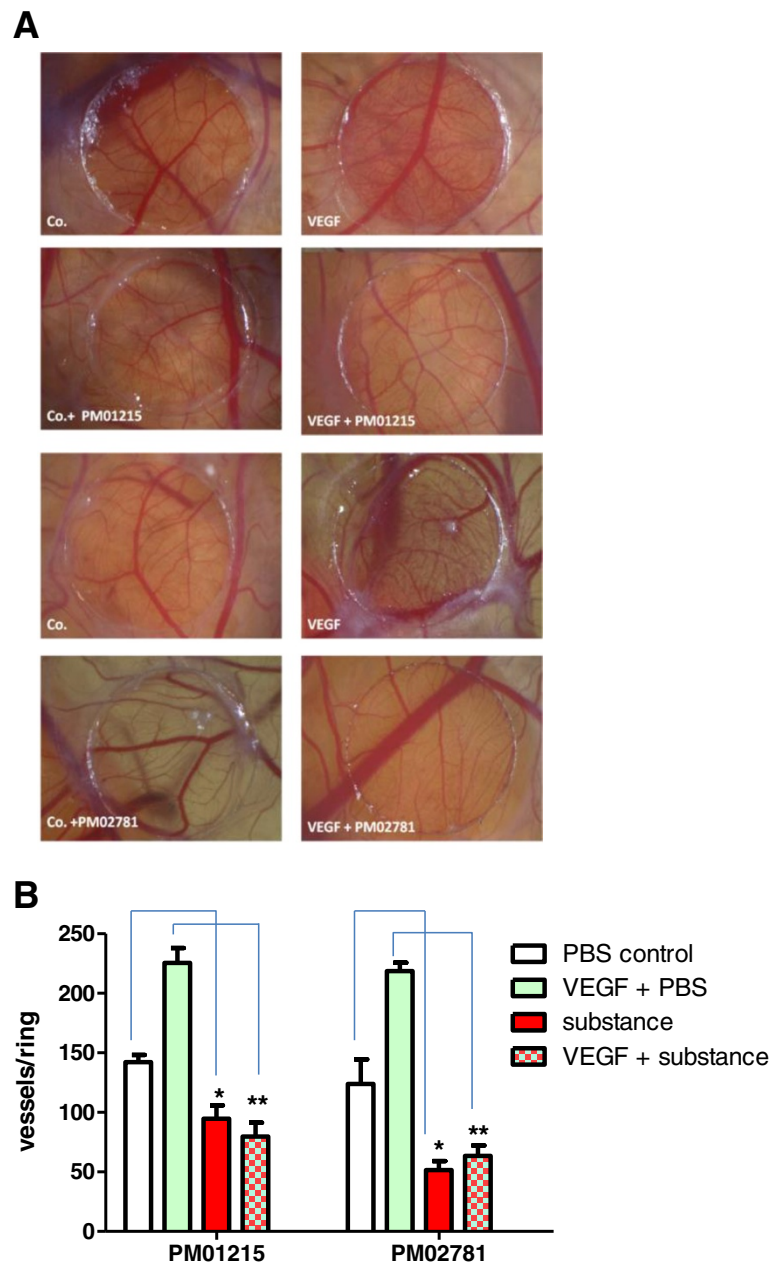 A
Co.
VEGF
Co.+ PM01215
VEGF + PM01215
Co.
VEGF
Co. +PM02781
VEGF + PM02781
B
250
200
150
100
50
0
vessels/ring
*
**
*
**
PM01215
PM02781
PBS control
VEGF + PBS
substance
VEGF + substance